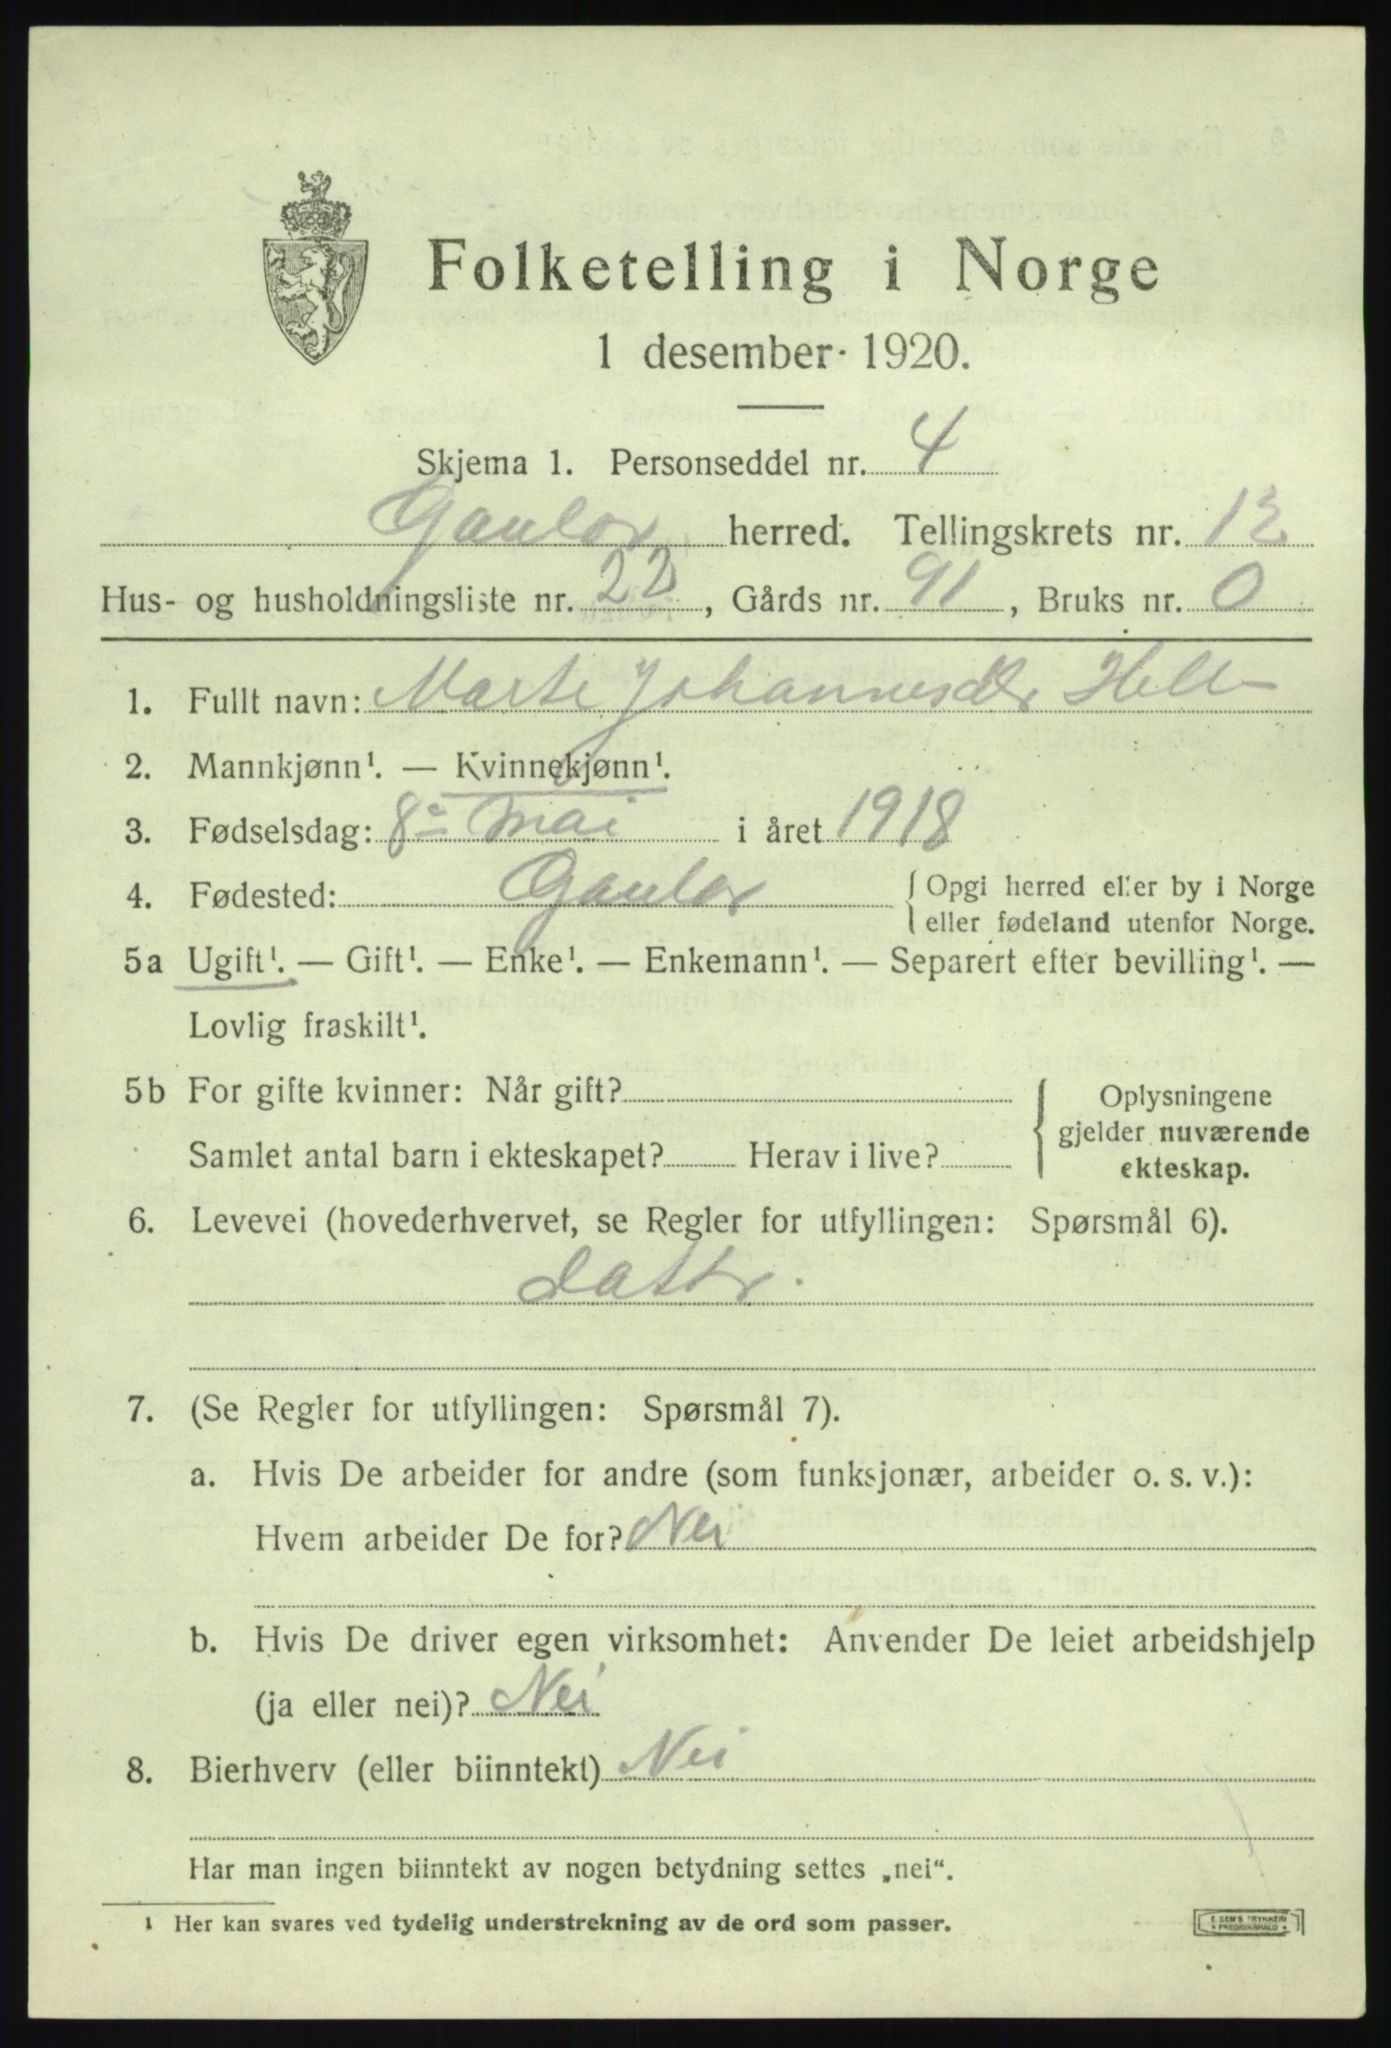 Folketelling i Norge
1 desember 1920.
Skjema 1. Personseddel nr. 4
Gaular herred. Tellingskrets nr. 12
Hus- og husholdningsliste nr. 22, Gårds nr. 91, Bruks nr. 0
1. Fullt navn: Marte Johannesdtr Helle
2. Mannkjønn¹. — Kvinnekjønn¹.
3. Fødselsdag: 8de mai i året 1918
4. Fødested: Gaular { Opgi herred eller by i Norge
eller fødeland utenfor Norge.
5a Ugift¹. — Gift¹. — Enke¹. — Enkemann¹. — Separert efter bevilling¹. —
Lovlig fraskilt¹.
5b For gifte kvinner: Når gift? { Oplysningene
gjelder nuværende
Samlet antal barn i ekteskapet? Herav i live? ekteskap.
6. Levevei (hovederhvervet, se Regler for utfyllingen: Spørsmål 6).
Dattr.
7. (Se Regler for utfyllingen: Spørsmål 7).
a. Hvis De arbeider for andre (som funksjonær, arbeider o. s. v.):
Hvem arbeider De for? Nei
b. Hvis De driver egen virksomhet: Anvender De leiet arbeidshjelp
(ja eller nei)? Nei
8. Bierhverv (eller biinntekt) Nei
Har man ingen biinntekt av nogen betydning settes „nei“.
1 Her kan svares ved tydelig understrekning av de ord som passer.
E. SEM'S TRYKKERI
FREDRIKSHALD